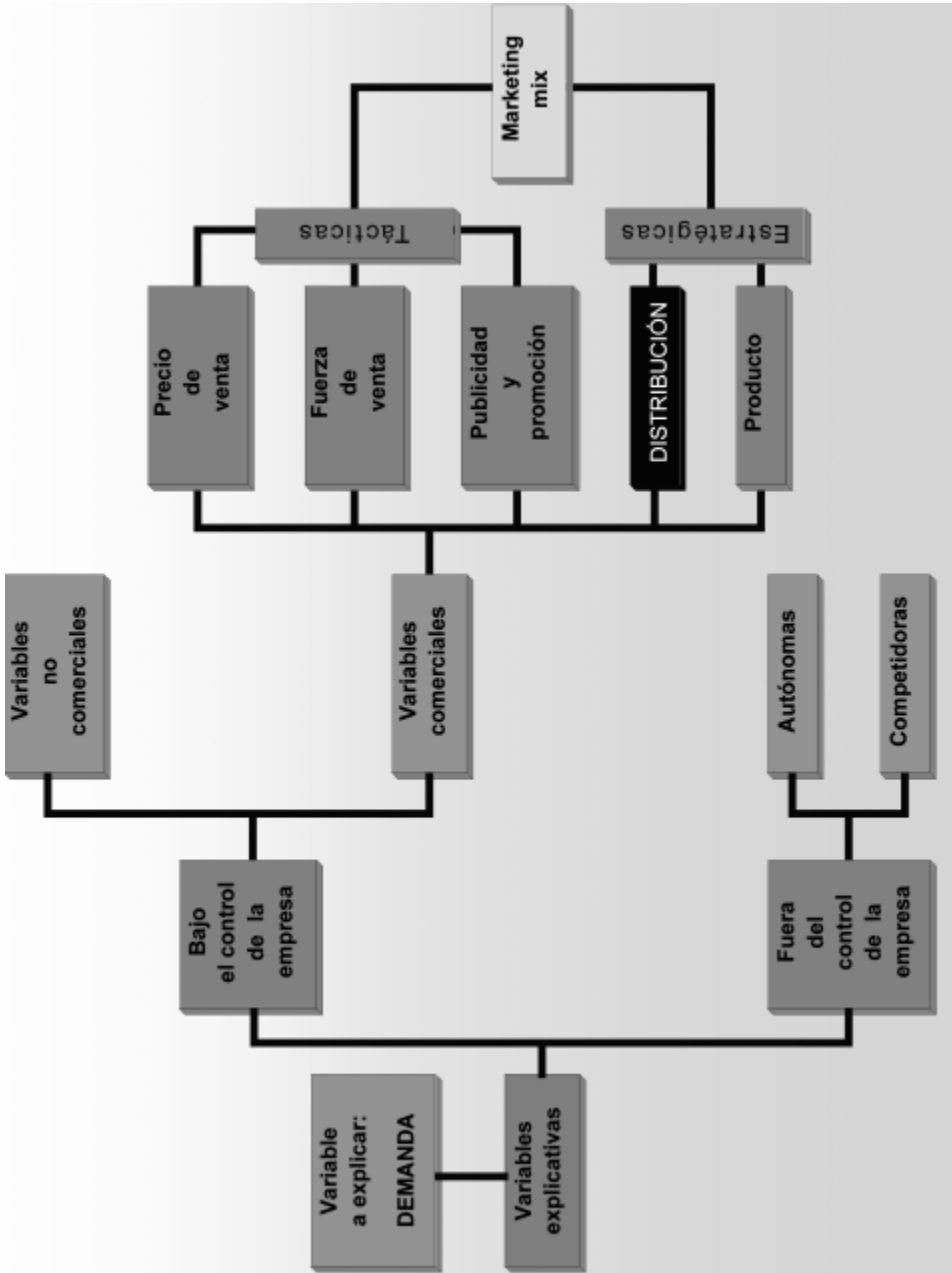 Variable
a explicar:
DEMANDA
Variables
explicativas
Bajo
el control
de la
empresa
Fuera
del
control
de la
empresa
Variables
no
comerciales
Variables
comerciales
Autónomas
Competidoras
Precio
de
venta
Fuerza
de
venta
Publicidad
y
promoción
DISTRIBUCIÓN
Producto
Tácticas
Estratégicas
Marketing
mix